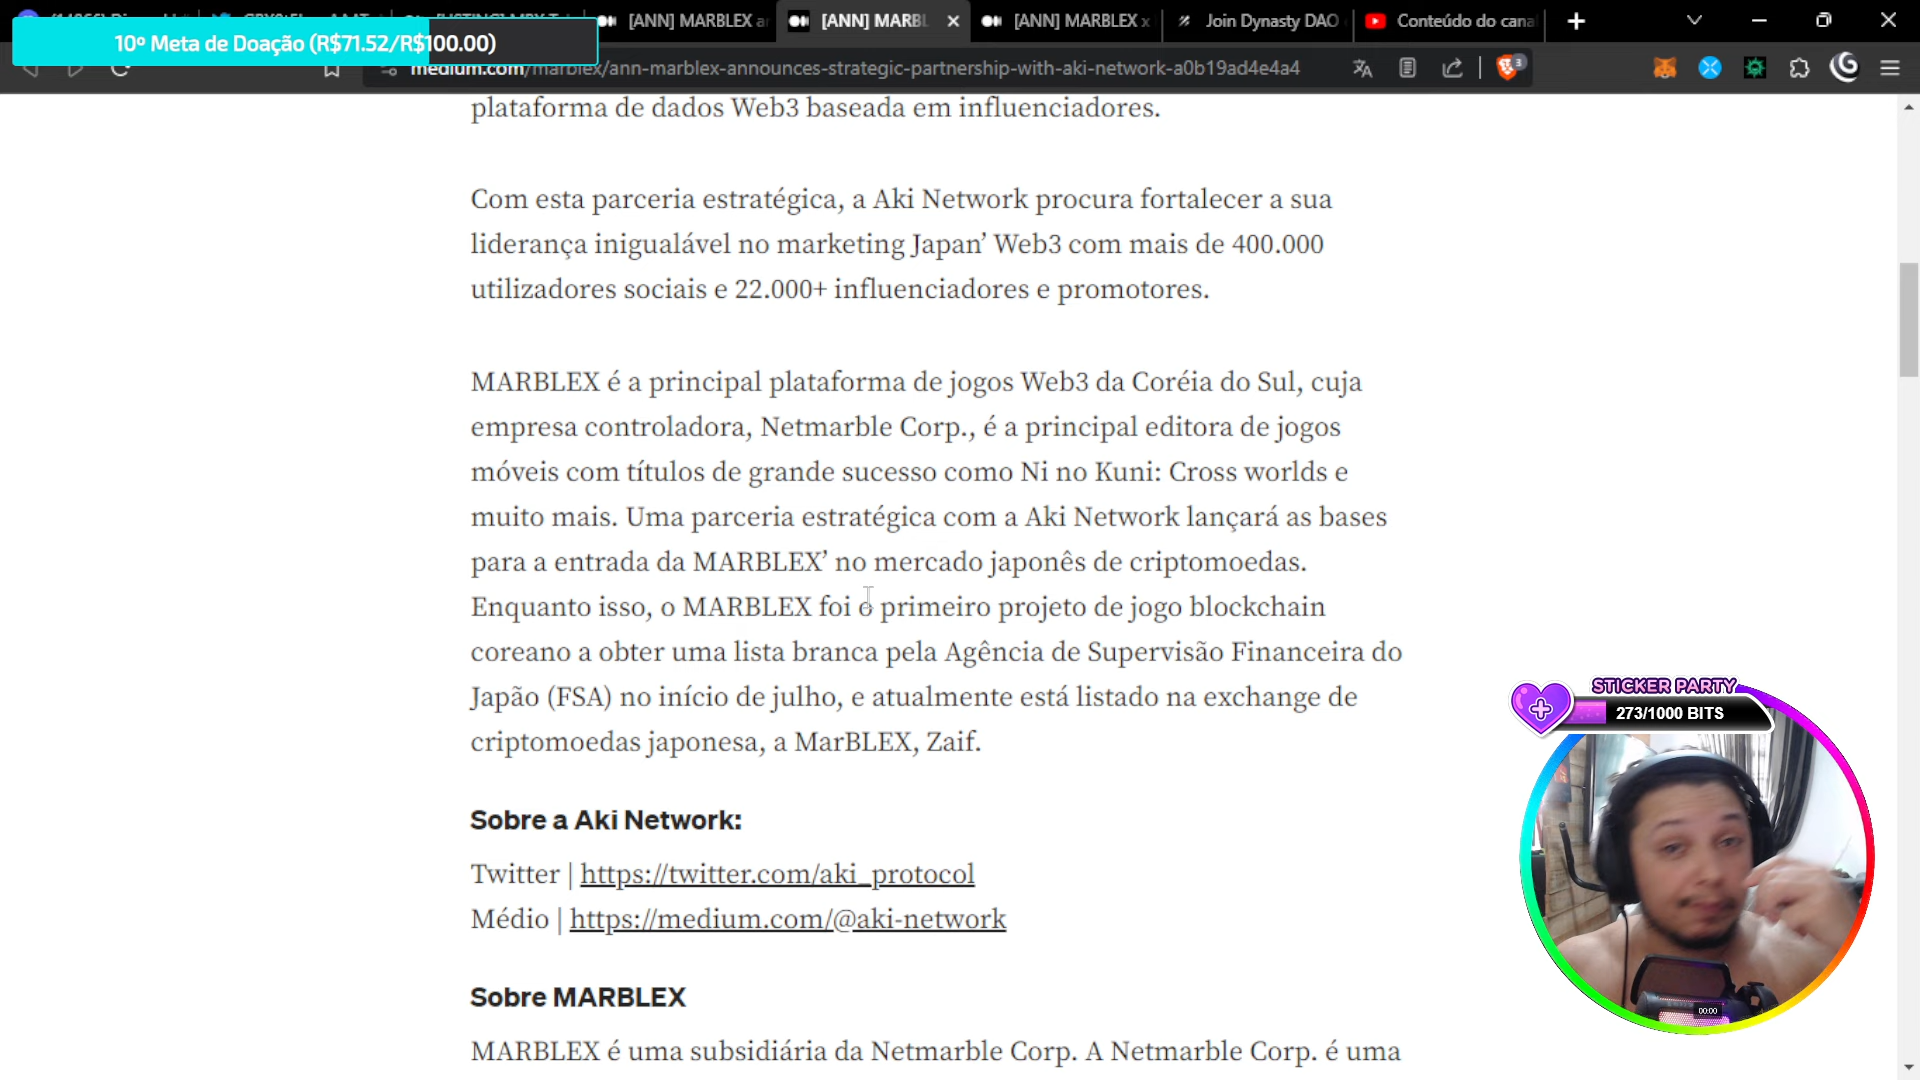 [ANN] MARBLEX a
[ANN] MARBL
[ANN] MARBLEX x
Join Dynasty DAO
Conteúdo do cana
10º Meta de Doação (R$71.52/R$100.00)
medium.com/marblex/ann-marblex-announces-strategic-partnership-with-aki-network-a0b19ad4e4a4
3
plataforma de dados Web3 baseada em influenciadores.
Com esta parceria estratégica, a Aki Network procura fortalecer a sua
liderança inigualável no marketing Japan’ Web3 com mais de 400.000
utilizadores sociais e 22.000+ influenciadores e promotores.
MARBLEX é a principal plataforma de jogos Web3 da Coréia do Sul, cuja
empresa controladora, Netmarble Corp., é a principal editora de jogos
móveis com títulos de grande sucesso como Ni no Kuni: Cross worlds e
muito mais. Uma parceria estratégica com a Aki Network lançará as bases
para a entrada da MARBLEX’ no mercado japonês de criptomoedas.
Enquanto isso, o MARBLEX foi o primeiro projeto de jogo blockchain
coreano a obter uma lista branca pela Agência de Supervisão Financeira do
Japão (FSA) no início de julho, e atualmente está listado na exchange de
criptomoedas japonesa, a MarBLEX, Zaif.
STICKER PARTY
273/1000 BITS
Sobre a Aki Network:
Twitter | https://twitter.com/aki_protocol
Médio | https://medium.com/@aki-network
Sobre MARBLEX
00:00
MARBLEX é uma subsidiária da Netmarble Corp. A Netmarble Corp. é uma